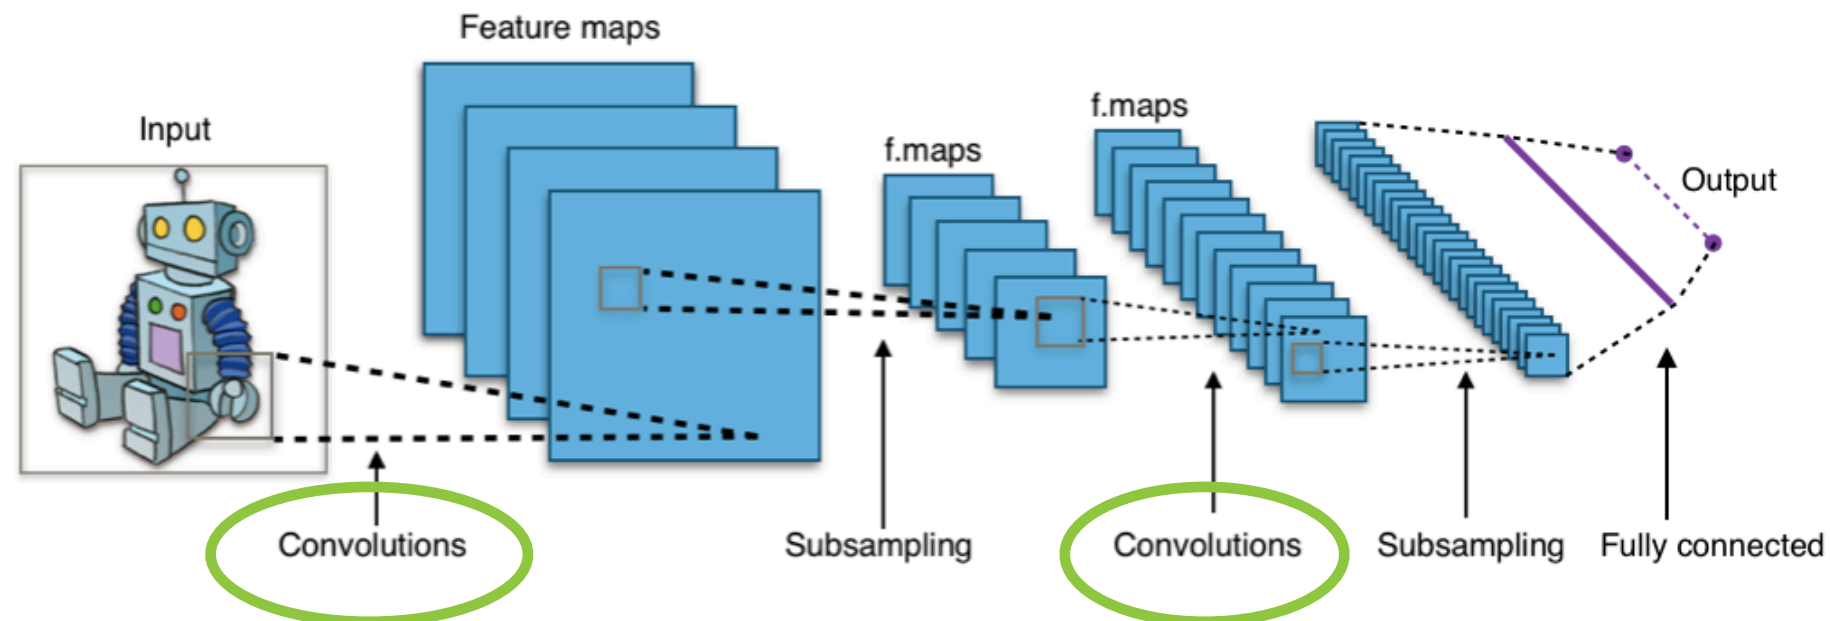 Feature maps
f.maps
f.maps
Input
Output
Convolutions
Subsampling
Convolutions
Subsampling
Fully connected